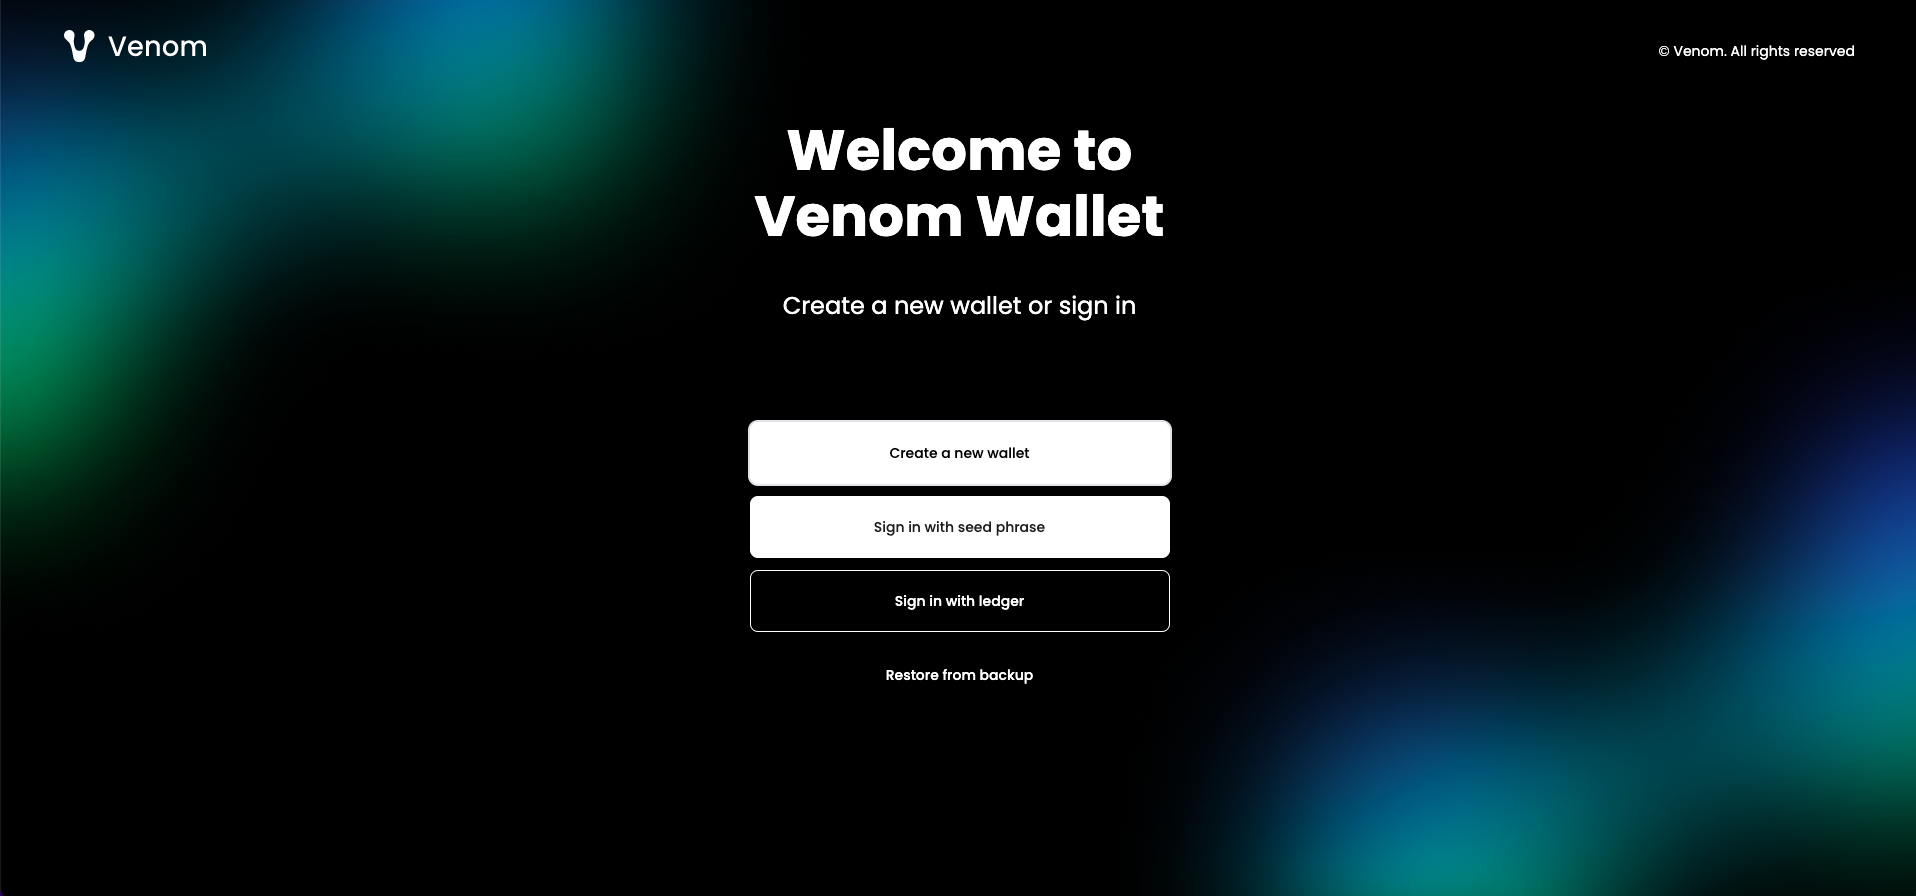 Venom
© Venom. All rights reserved
Welcome to
Venom Wallet
Create a new wallet or sign in
Create a new wallet
Sign in with seed phrase
Sign in with ledger
Restore from backup